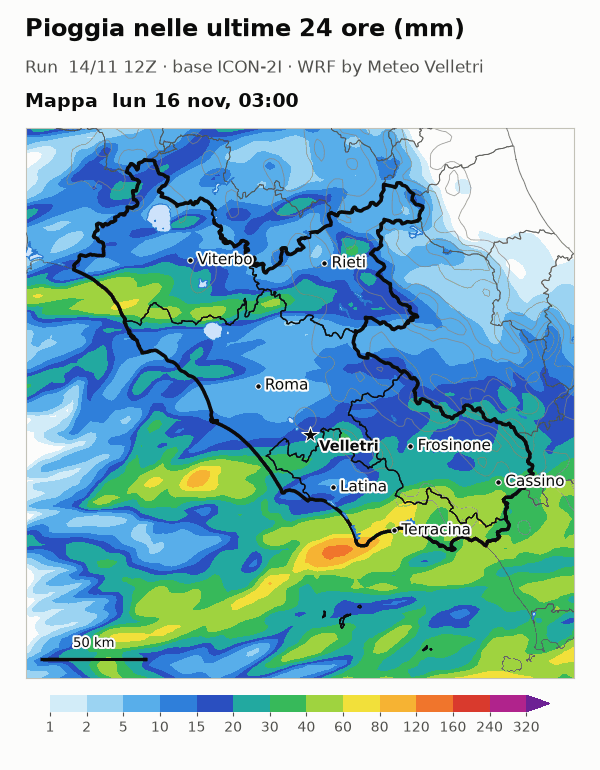 Pioggia nelle ultime 24 ore (mm)
Run 14/11 12Z · base ICON-2I · WRF by Meteo Velletri
Mappa lun 16 nov, 03:00
Viterbo
Rieti
Roma
Velletri
Frosinone
Cassino
Latina
Terracina
50 km
1 2 5 10 15 20 30 40 60 80 120 160 240 320